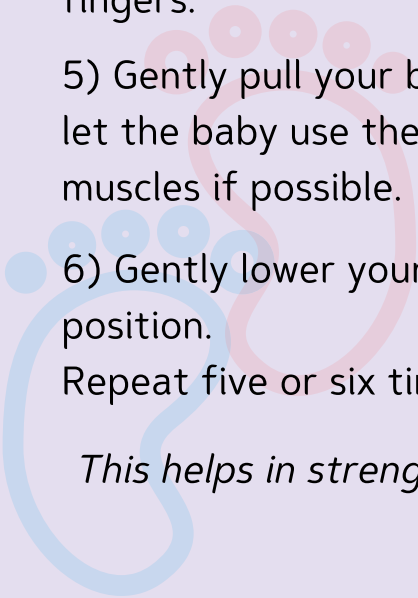 fingers.
5) Gently pull your b
let the baby use the
muscles if possible.
6) Gently lower your
position.
Repeat five or six ti
This helps in streng